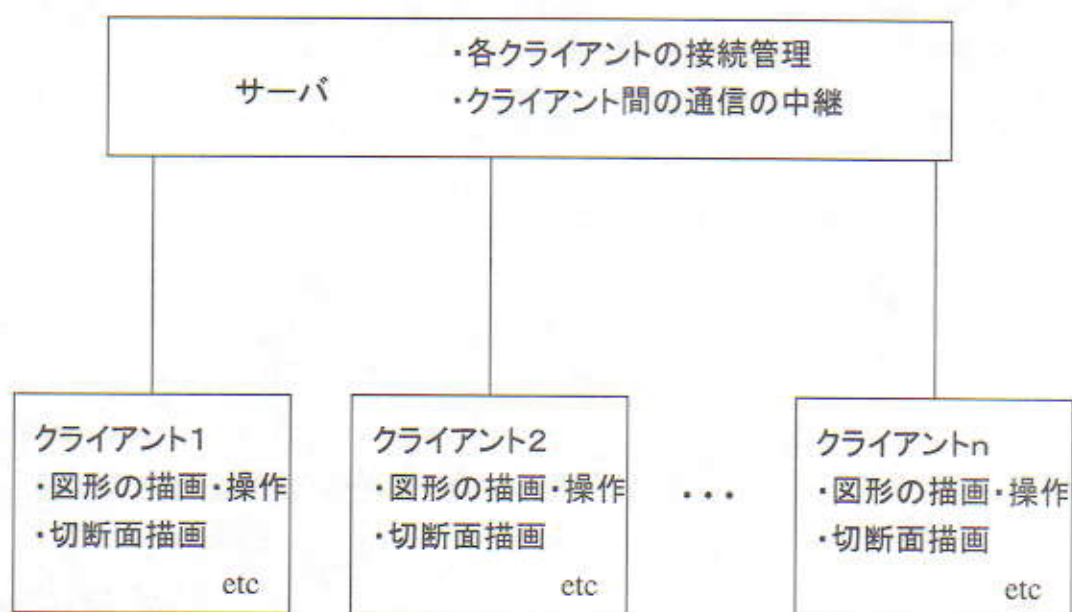 サーバ
・各クライアントの接続管理
・クライアント間の通信の中継
クライアント1
・図形の描画・操作
・切断面描画
etc
クライアント2
・図形の描画・操作
・切断面描画
etc
・・・
クライアントn
・図形の描画・操作
・切断面描画
etc